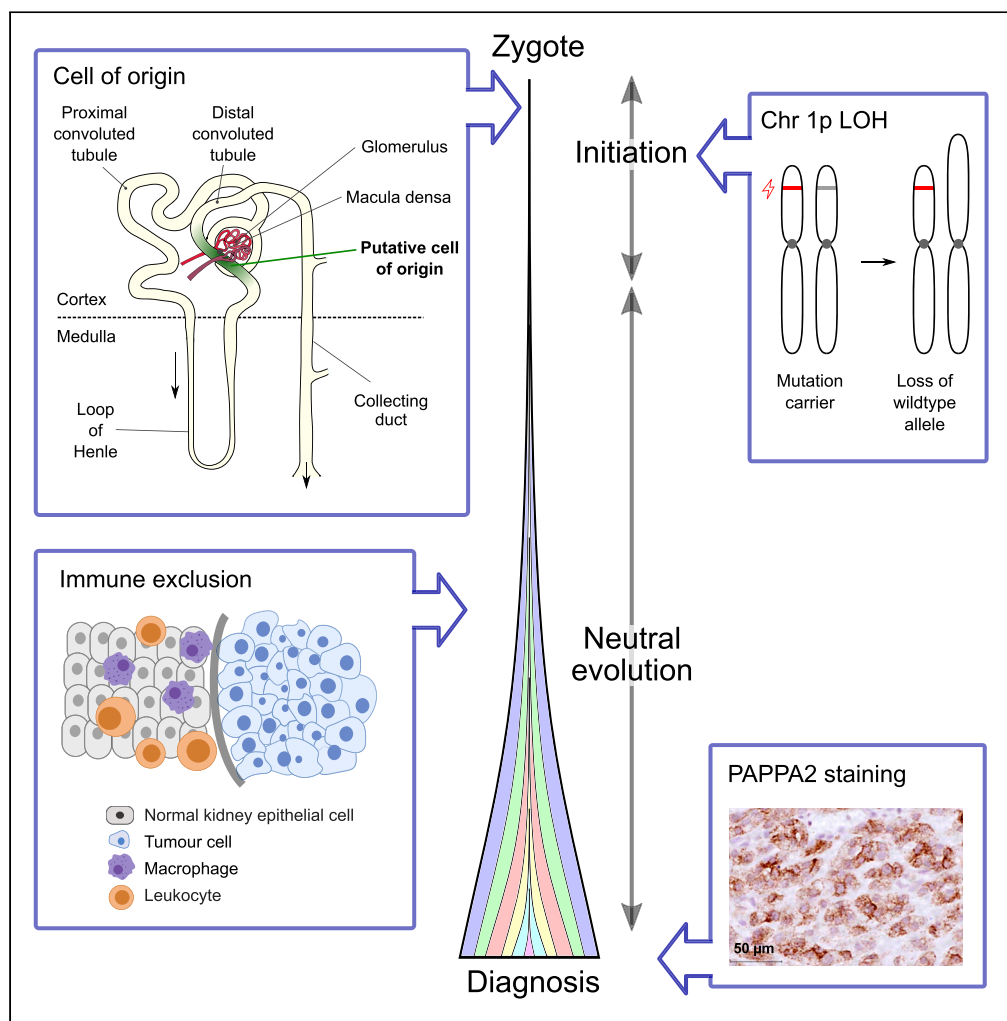 Zygote
Cell of origin
Proximal
convoluted
tubule
Distal
convoluted
tubule
Glomerulus
Macula densa
Putative cell
of origin
Cortex
Medulla
Loop
of
Henle
Collecting
duct
Initiation
Chr 1p LOH
Mutation
carrier
Loss of
wildtype
allele
Immune exclusion
Normal kidney epithelial cell
Tumour cell
Macrophage
Leukocyte
Neutral
evolution
PAPPA2 staining
50 µm
Diagnosis